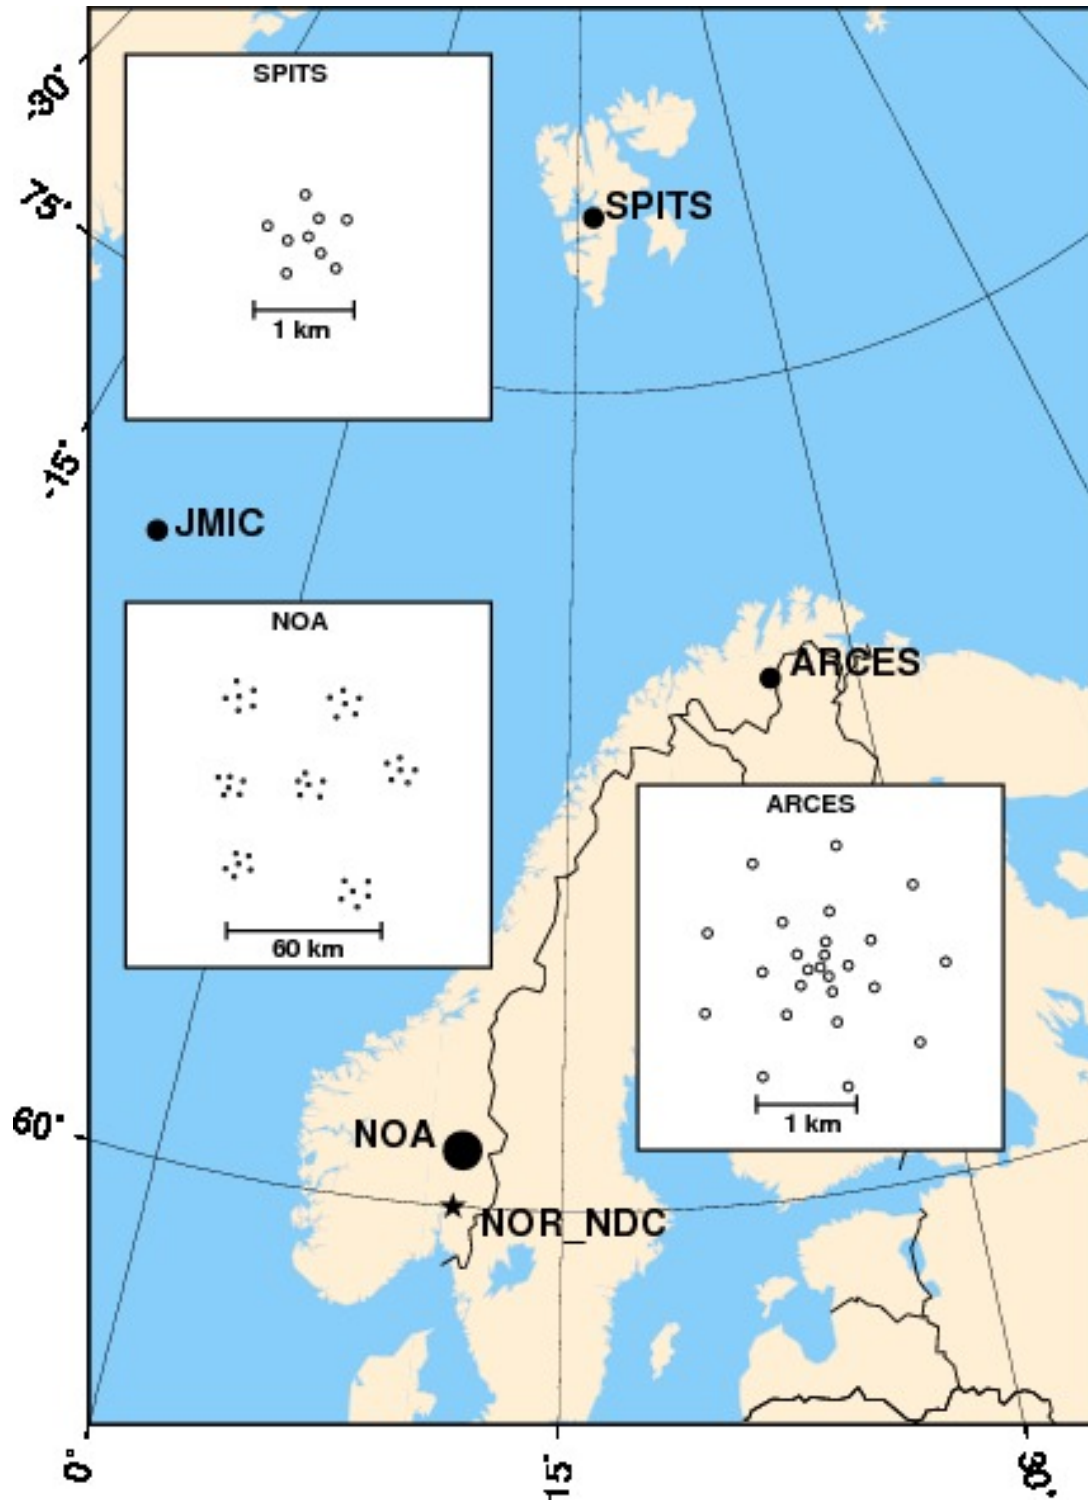 -30°
SPITS
75°
SPITS
1 km
-15°
JMIC
NOA
ARCES
ARCES
60 km
60°
NOA
1 km
NOR_NDC
0°
15°
30°